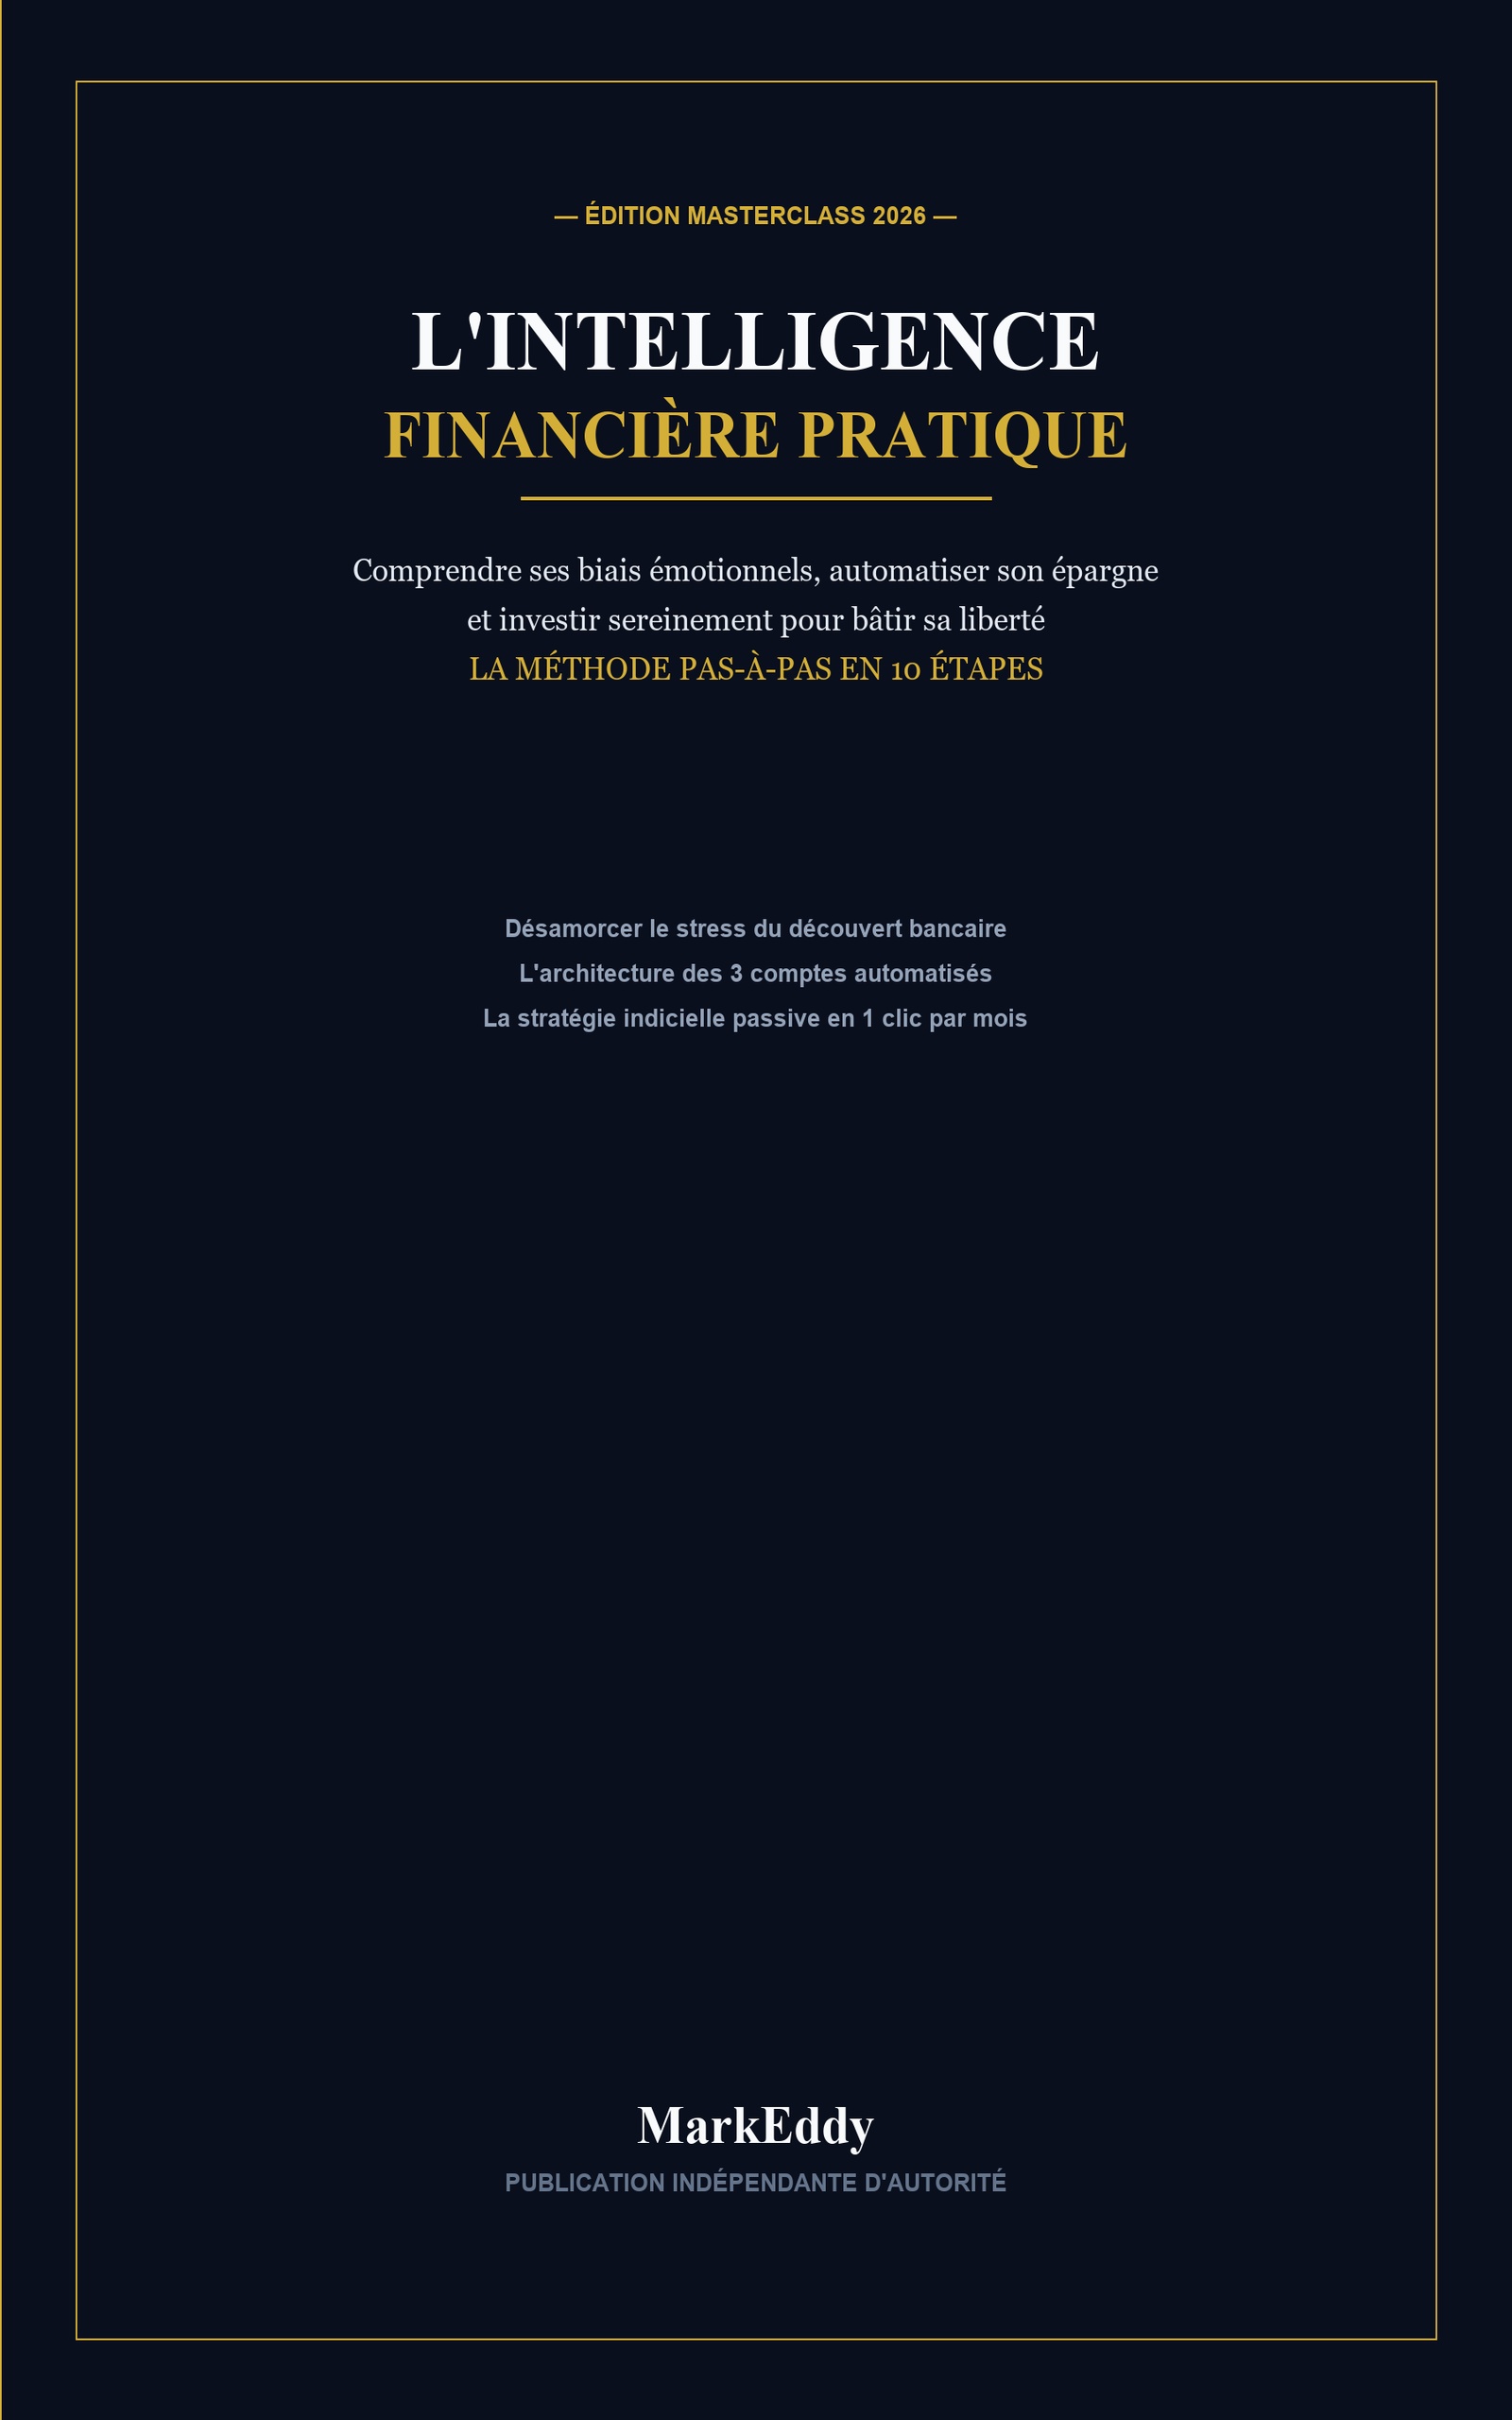 — ÉDITION MASTERCLASS 2026 —
L'INTELLIGENCE
FINANCIÈRE PRATIQUE
Comprendre ses biais émotionnels, automatiser son épargne
et investir sereinement pour bâtir sa liberté
LA MÉTHODE PAS-À-PAS EN 10 ÉTAPES
Désamorcer le stress du découvert bancaire
L'architecture des 3 comptes automatisés
La stratégie indicielle passive en 1 clic par mois
MarkEddy
PUBLICATION INDÉPENDANTE D'AUTORITÉ